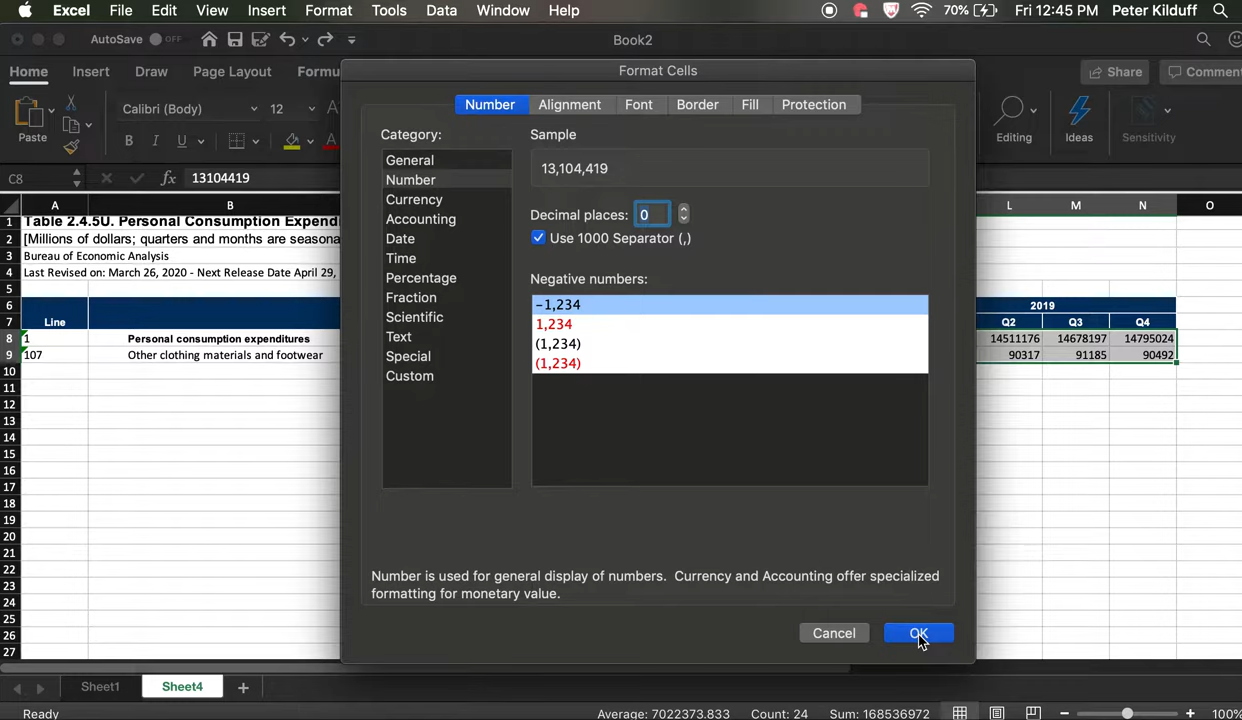 Excel File Edit View Insert Format Tools Data Window Help 70% Fri 12:45 PM Peter Kilduff
AutoSave OFF Book2
Home Insert Draw Page Layout Formu Share Comment
Format Cells
Calibri (Body) 12
Paste
B I U
Editing Ideas Sensitivity
C8 fx 13104419
Number Alignment Font Border Fill Protection
Category:
General
Number
Currency
Accounting
Date
Time
Percentage
Fraction
Scientific
Text
Special
Custom
Sample
13,104,419
Decimal places: 0
Use 1000 Separator (,)
Negative numbers:
-1,234
1,234
(1,234)
(1,234)
Number is used for general display of numbers. Currency and Accounting offer specialized
formatting for monetary value.
Cancel OK
A B L M N O
1 Table 2.4.5U. Personal Consumption Expend
2 [Millions of dollars; quarters and months are seasona
3 Bureau of Economic Analysis
4 Last Revised on: March 26, 2020 - Next Release Date April 29,
5
6 2019
7 Line Q2 Q3 Q4
8 1 Personal consumption expenditures 14511176 14678197 14795024
9 107 Other clothing materials and footwear 90317 91185 90492
10
11
12
13
14
15
16
17
18
19
20
21
22
23
24
25
26
27
Sheet1 Sheet4 +
Ready Average: 7022373.833 Count: 24 Sum: 168536972 100%